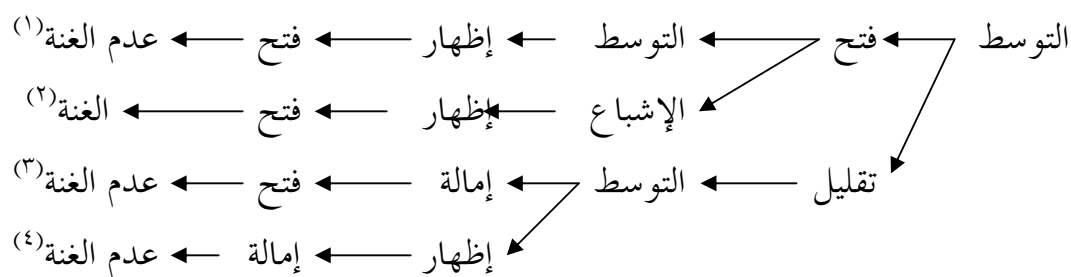 التوسط فتح التوسط إظهار فتح عدم الغنة(١)
الإشباع إظهار فتح الغنة(٢)
تقليل التوسط إمالة فتح عدم الغنة(٣)
إظهار إمالة عدم الغنة(٤)